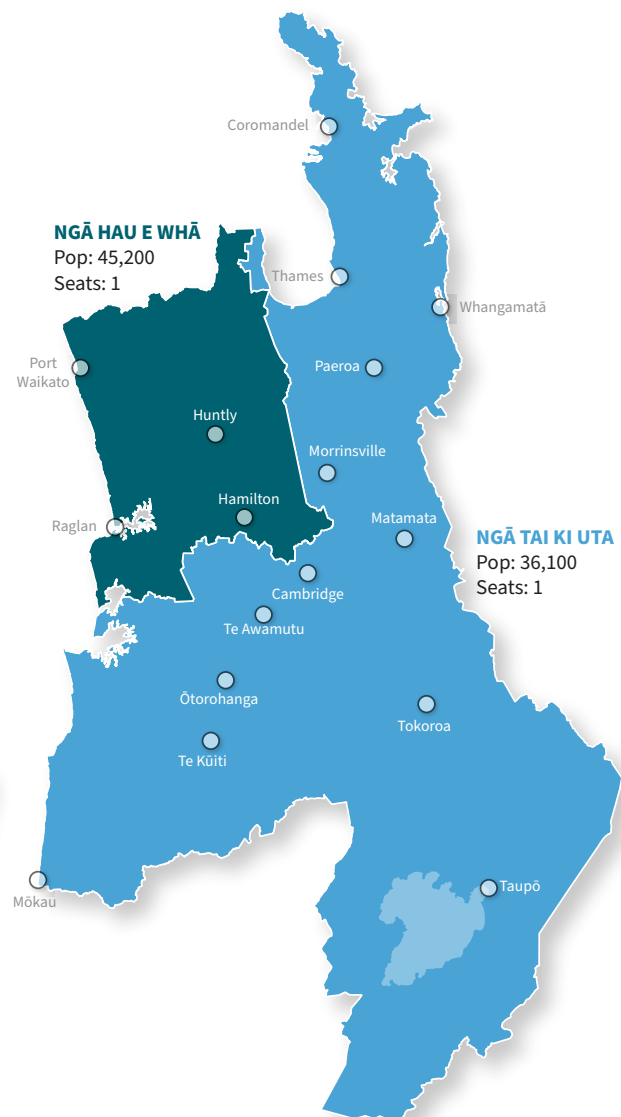 Coromandel
NGĀ HAU E WHĀ
Pop: 45,200
Seats: 1
Thames
Whangamatā
Port
Waikato
Paeroa
Huntly
Morrinsville
Hamilton
Raglan
Matamata
NGĀ TAI KI UTA
Pop: 36,100
Seats: 1
Cambridge
Te Awamutu
Ōtorohanga
Tokoroa
Te Kūiti
Mōkau
Taupō